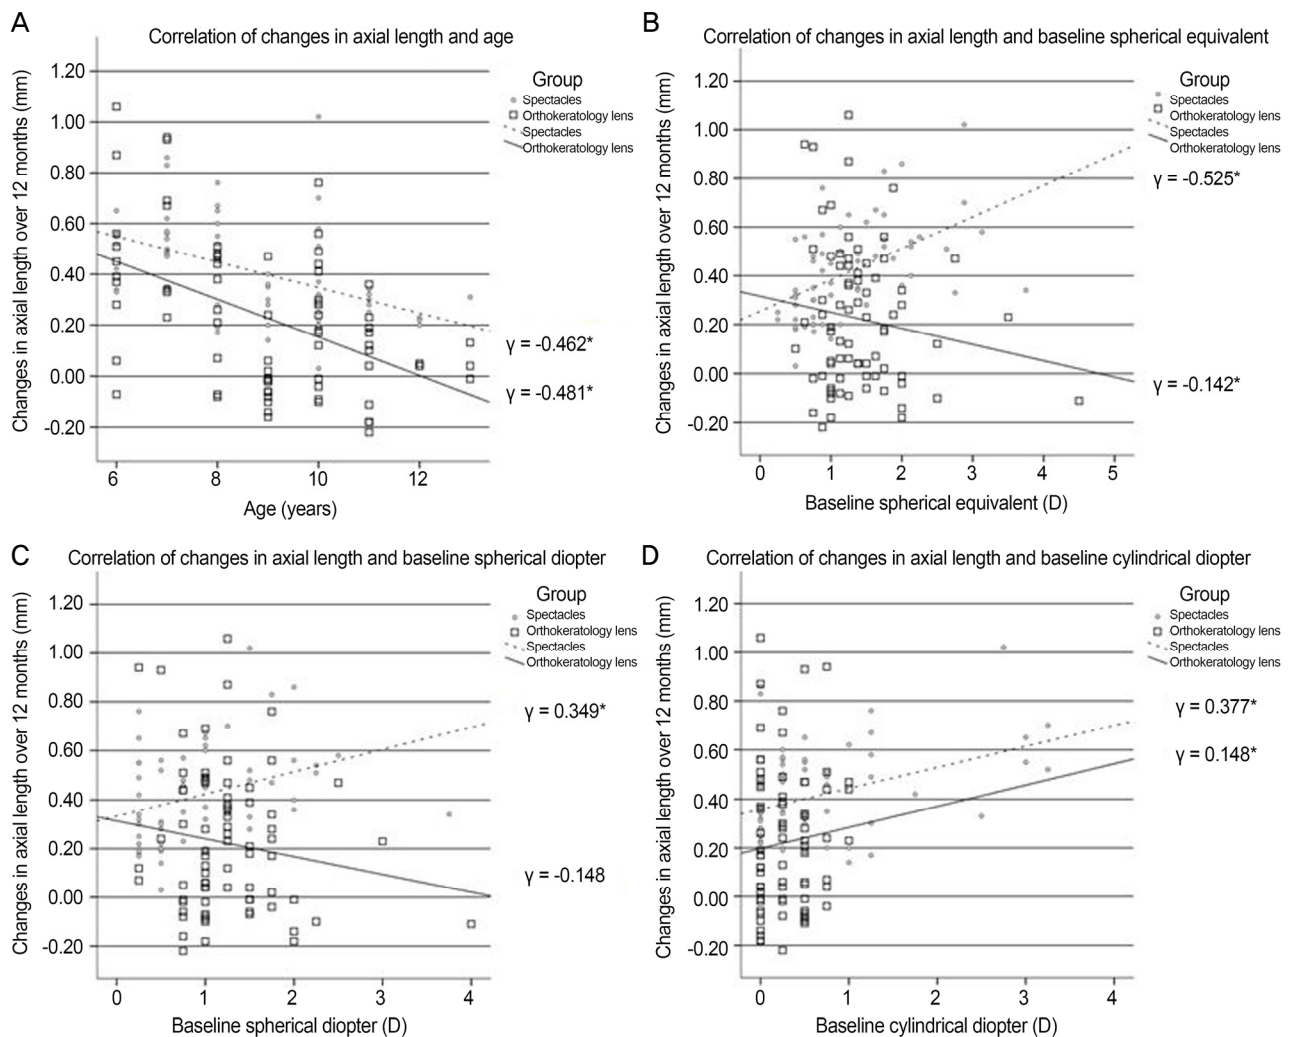 A
Correlation of changes in axial length and age
Changes in axial length over 12 months (mm)
1.20
1.00
0.80
0.60
0.40
0.20
0.00
-0.20
6
8
10
12
Age (years)
Group
Spectacles
Orthokeratology lens
Spectacles
Orthokeratology lens
γ = -0.462*
γ = -0.481*
B
Correlation of changes in axial length and baseline spherical equivalent
Changes in axial length over 12 months (mm)
1.20
1.00
0.80
0.60
0.40
0.20
0.00
-0.20
0
1
2
3
4
5
Baseline spherical equivalent (D)
Group
Spectacles
Orthokeratology lens
Spectacles
Orthokeratology lens
γ = -0.525*
γ = -0.142*
C
Correlation of changes in axial length and baseline spherical diopter
Changes in axial length over 12 months (mm)
1.20
1.00
0.80
0.60
0.40
0.20
0.00
-0.20
0
1
2
3
4
Baseline spherical diopter (D)
Group
Spectacles
Orthokeratology lens
Spectacles
Orthokeratology lens
γ = 0.349*
γ = -0.148
D
Correlation of changes in axial length and baseline cylindrical diopter
Changes in axial length over 12 months (mm)
1.20
1.00
0.80
0.60
0.40
0.20
0.00
-0.20
0
1
2
3
4
Baseline cylindrical diopter (D)
Group
Spectacles
Orthokeratology lens
Spectacles
Orthokeratology lens
γ = 0.377*
γ = 0.148*